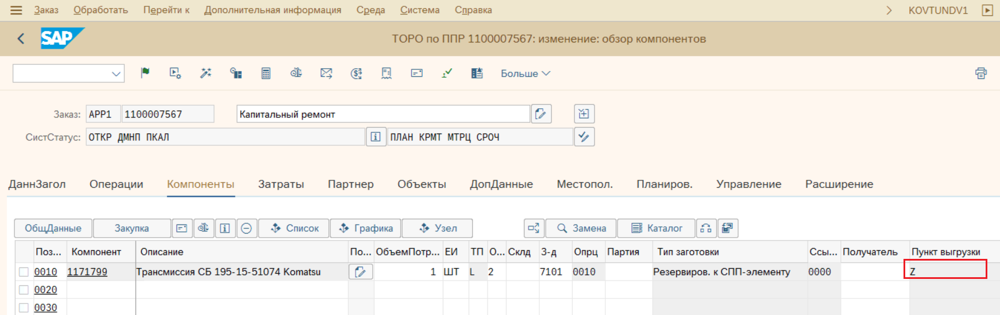 Заказ Обработать Перейти к Дополнительная информация Среда Система Справка KOVTUNDV1
SAP ТОРО по ППР 1100007567: изменение: обзор компонентов
Больше
Заказ: APP1 1100007567 Капитальный ремонт
СистСтатус: ОТКР ДМНП ПКАЛ ПЛАН КРМТ МТРЦ СРОЧ
ДаннЗагол Операции Компоненты Затраты Партнер Объекты ДопДанные Местопол. Планиров. Управление Расширение
ОбщДанные Закупка Список Графика Узел Замена Каталог
Поз... Компонент Описание По... ОбъемПотр... ЕИ ТП О... Склд З-д Опрц Партия Тип заготовки Ссы... Получатель Пункт выгрузки
0010 1171799 Трансмиссия СБ 195-15-51074 Komatsu 1 ШТ L 2 7101 0010 Резервиров. к СПП-элементу 0000 Z
0020
0030